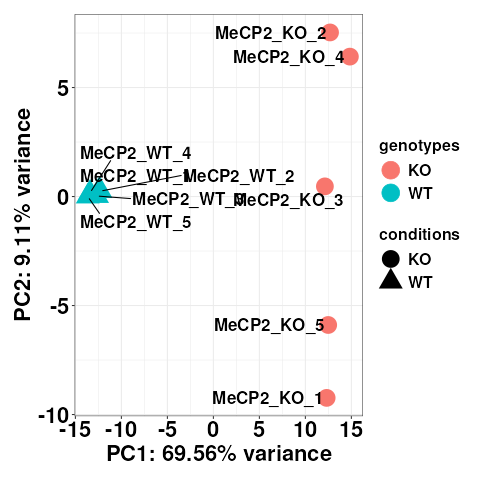 MeCP2_KO_2
MeCP2_KO_4
MeCP2_WT_4
MeCP2_WT_1
MeCP2_WT_2
MeCP2_WT_3
MeCP2_KO_3
MeCP2_WT_5
MeCP2_KO_5
MeCP2_KO_1
5
0
-5
-10
-15
-10
-5
0
5
10
15
PC1: 69.56% variance
PC2: 9.11% variance
genotypes
KO
WT
conditions
KO
WT